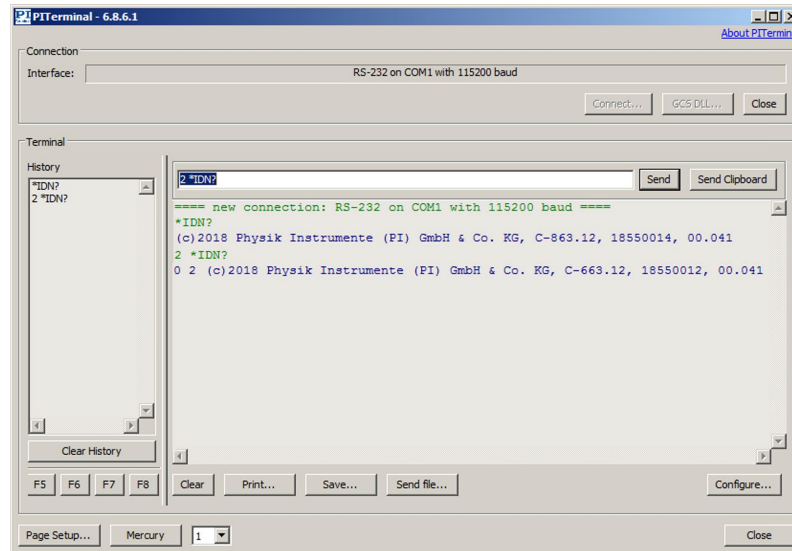 PITerminal - 6.8.6.1
About PITermin
Connection
Interface: RS-232 on COM1 with 115200 baud
Connect... GCS DLL... Close
Terminal
History
*IDN?
2 *IDN?
2 *IDN? Send Send Clipboard
==== new connection: RS-232 on COM1 with 115200 baud ====
*IDN?
(c)2018 Physik Instrumente (PI) GmbH & Co. KG, C-863.12, 18550014, 00.041
2 *IDN?
0 2 (c)2018 Physik Instrumente (PI) GmbH & Co. KG, C-663.12, 18550012, 00.041
Clear History
F5 F6 F7 F8 Clear Print... Save... Send file... Configure...
Page Setup... Mercury 1 Close